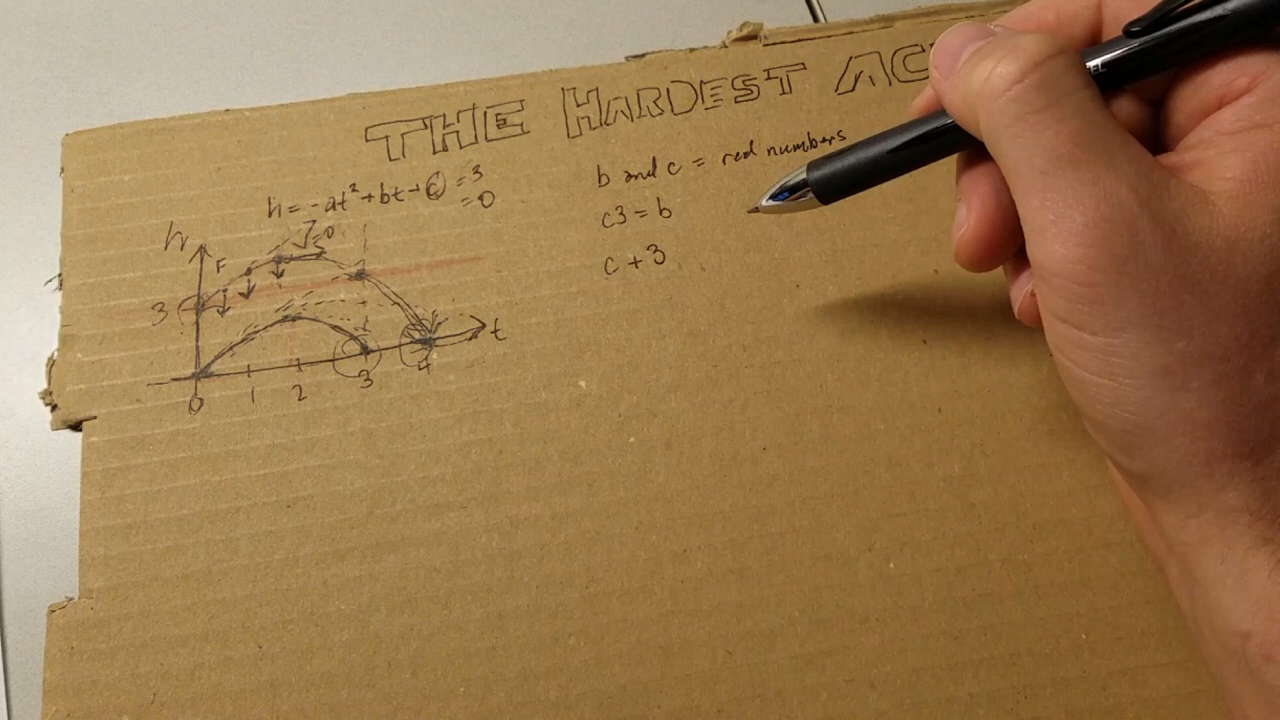 THE HARDEST AC
h = -at² + bt + c = 3
= 0
b and c = red numbers
c3 = b
c + 3
h
F
3
t
0 1 2 3 4